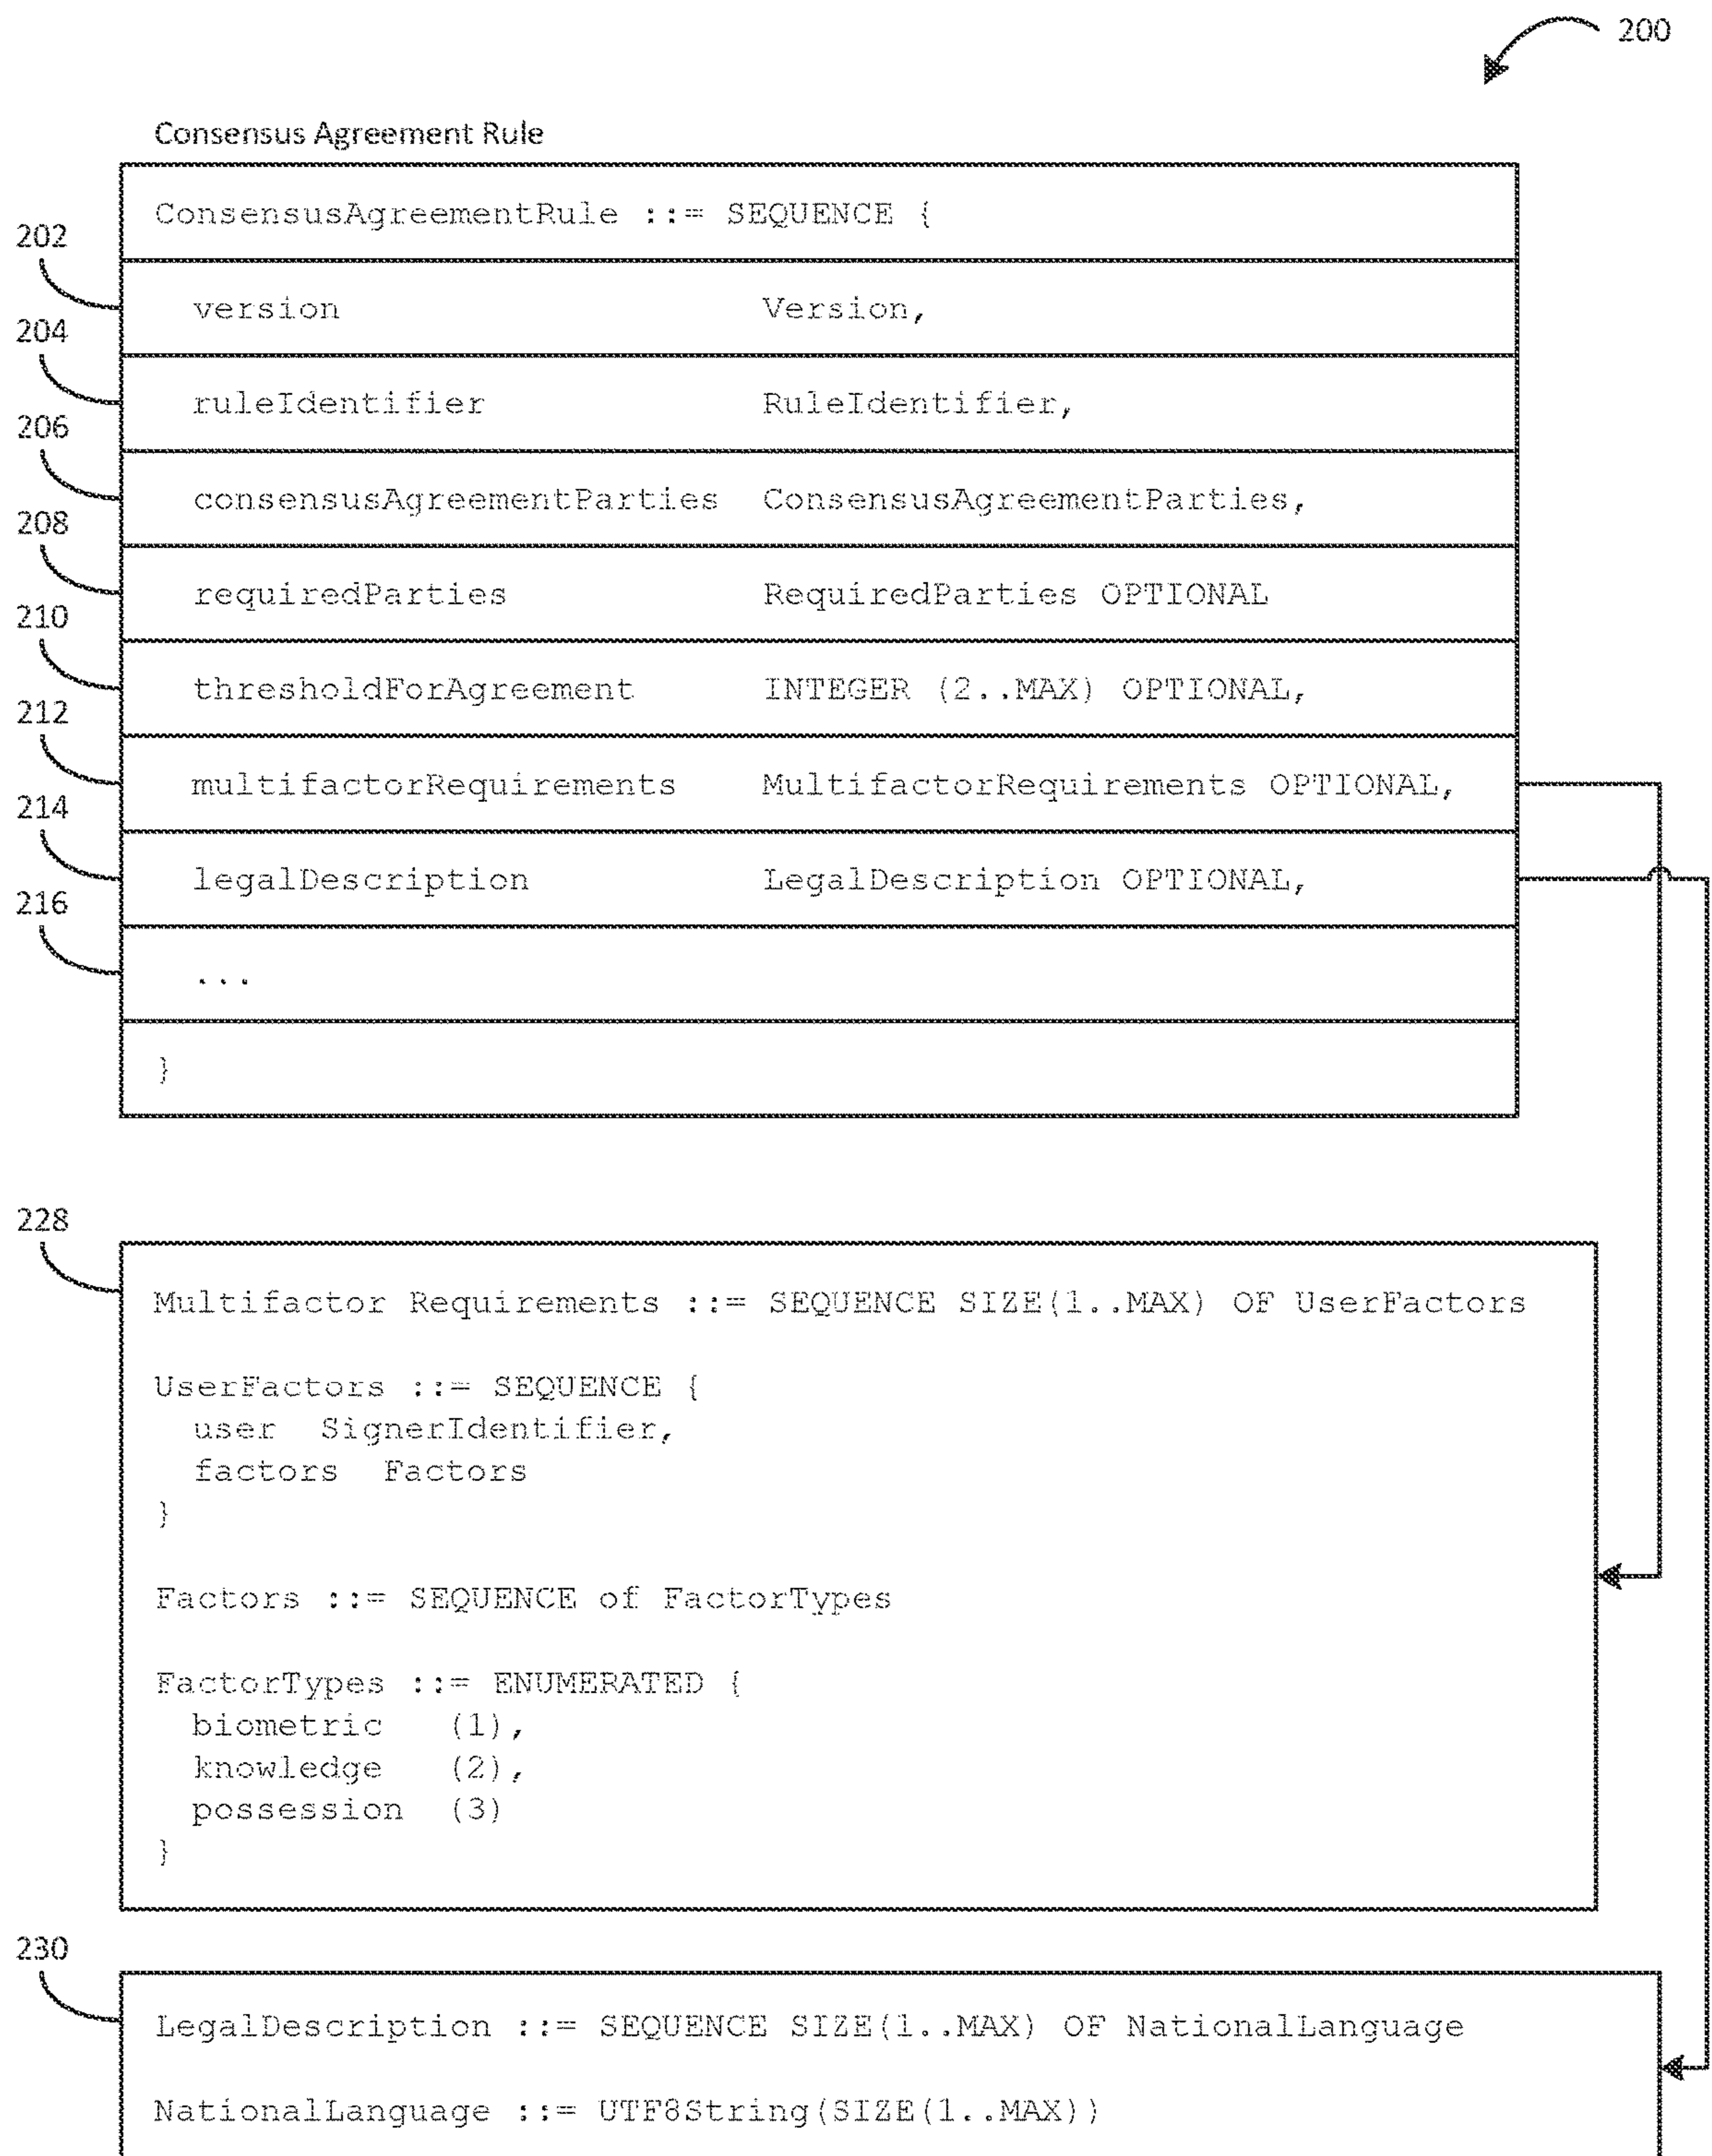 200
Consensus Agreement Rule
ConsensusAgreementRule ::= SEQUENCE {
202
version Version,
204
ruleIdentifier RuleIdentifier,
206
consensusAgreementParties ConsensusAgreementParties,
208
requiredParties RequiredParties OPTIONAL
210
thresholdForAgreement INTEGER (2..MAX) OPTIONAL,
212
multifactorRequirements MultifactorRequirements OPTIONAL,
214
legalDescription LegalDescription OPTIONAL,
216
...
}
228
Multifactor Requirements ::= SEQUENCE SIZE(1..MAX) OF UserFactors
UserFactors ::= SEQUENCE {
user SignerIdentifier,
factors Factors
}
Factors ::= SEQUENCE of FactorTypes
FactorTypes ::= ENUMERATED {
biometric (1),
knowledge (2),
possession (3)
}
230
LegalDescription ::= SEQUENCE SIZE(1..MAX) OF NationalLanguage
NationalLanguage ::= UTF8String(SIZE(1..MAX))